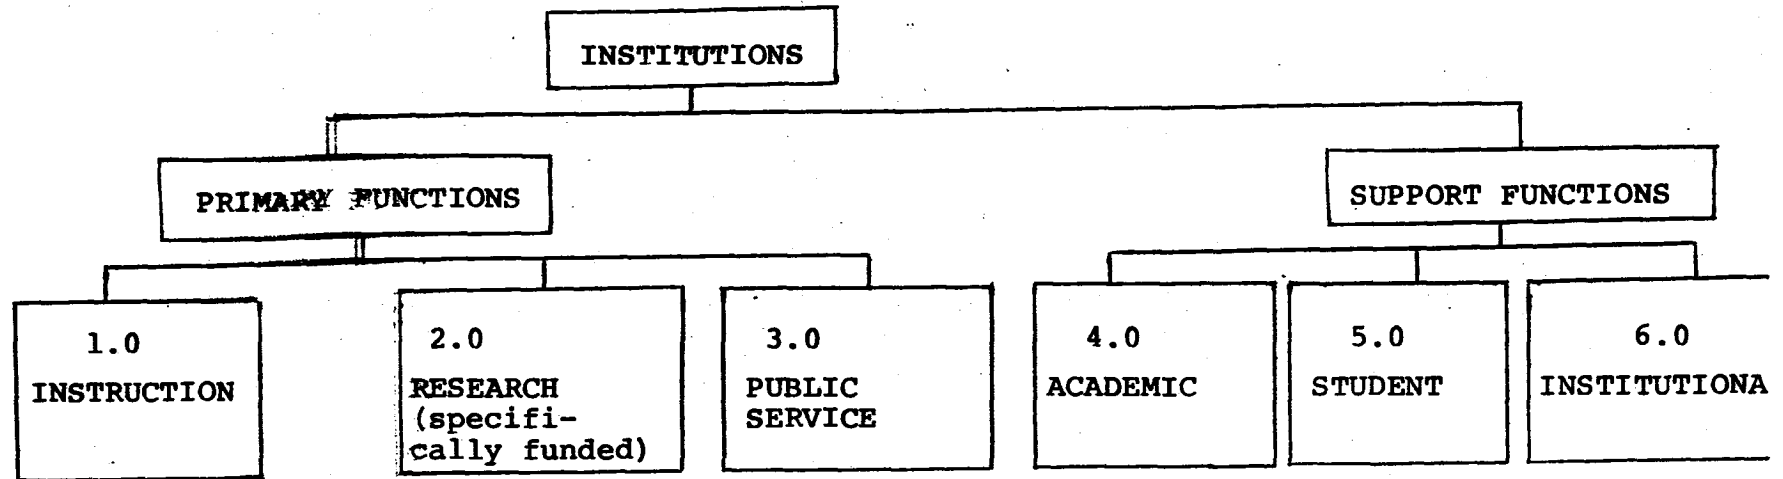 INSTITUTIONS
PRIMARY FUNCTIONS
SUPPORT FUNCTIONS
1.0
INSTRUCTION
2.0
RESEARCH
(specifi-
cally funded)
3.0
PUBLIC
SERVICE
4.0
ACADEMIC
5.0
STUDENT
6.0
INSTITUTIONA